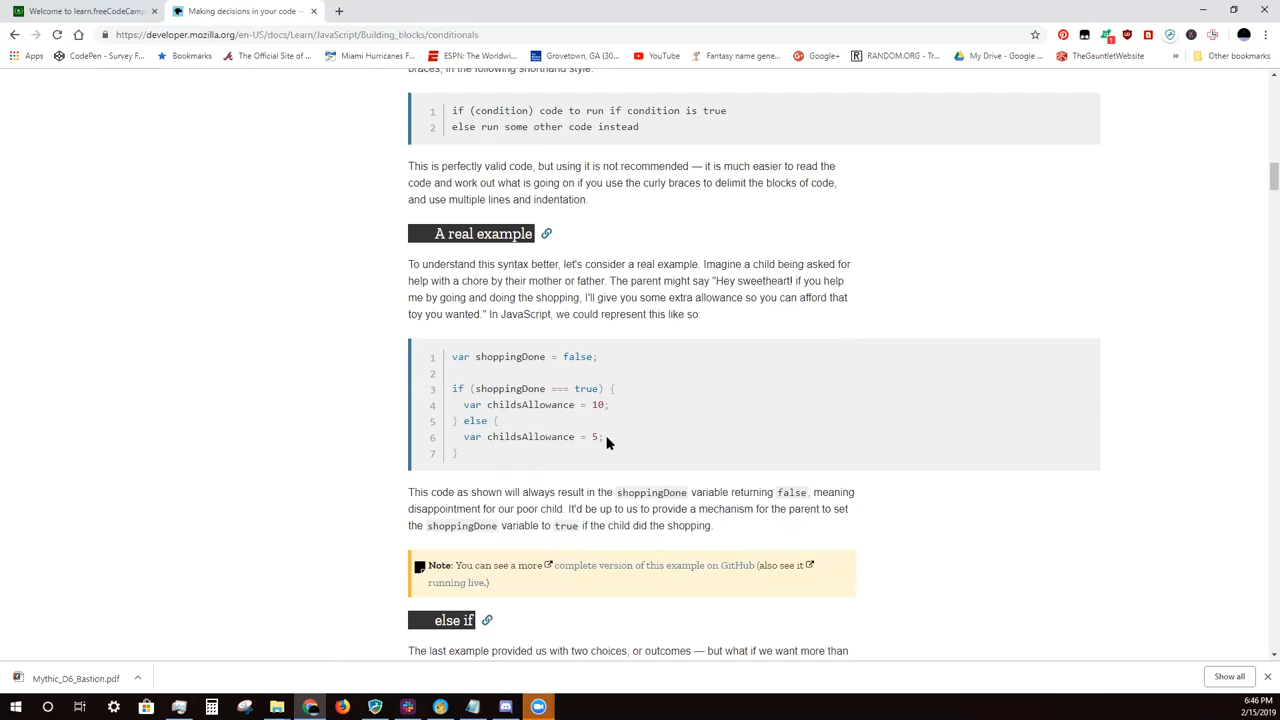 Welcome to learn.freeCodeCam
Making decisions in your code –
https://developer.mozilla.org/en-US/docs/Learn/JavaScript/Building_blocks/conditionals
1
Apps
CodePen - Survey F...
Bookmarks
The Official Site of ...
Miami Hurricanes F...
ESPN: The Worldwi...
Grovetown, GA (30...
YouTube
Fantasy name gene...
Google+
RANDOM.ORG - Tr...
My Drive - Google ...
TheGauntletWebsite
»
Other bookmarks
braces, in the following shorthand style:
1 if (condition) code to run if condition is true
2 else run some other code instead
This is perfectly valid code, but using it is not recommended — it is much easier to read the
code and work out what is going on if you use the curly braces to delimit the blocks of code,
and use multiple lines and indentation.
A real example
To understand this syntax better, let's consider a real example. Imagine a child being asked for
help with a chore by their mother or father. The parent might say "Hey sweetheart! if you help
me by going and doing the shopping, I'll give you some extra allowance so you can afford that
toy you wanted." In JavaScript, we could represent this like so:
1 var shoppingDone = false;
2
3 if (shoppingDone === true) {
4 var childsAllowance = 10;
5 } else {
6 var childsAllowance = 5;
7 }
This code as shown will always result in the shoppingDone variable returning false, meaning
disappointment for our poor child. It'd be up to us to provide a mechanism for the parent to set
the shoppingDone variable to true if the child did the shopping.
Note: You can see a more complete version of this example on GitHub (also see it
running live.)
else if
The last example provided us with two choices, or outcomes — but what if we want more than
Mythic_D6_Bastion.pdf
Show all
6:46 PM
2/15/2019